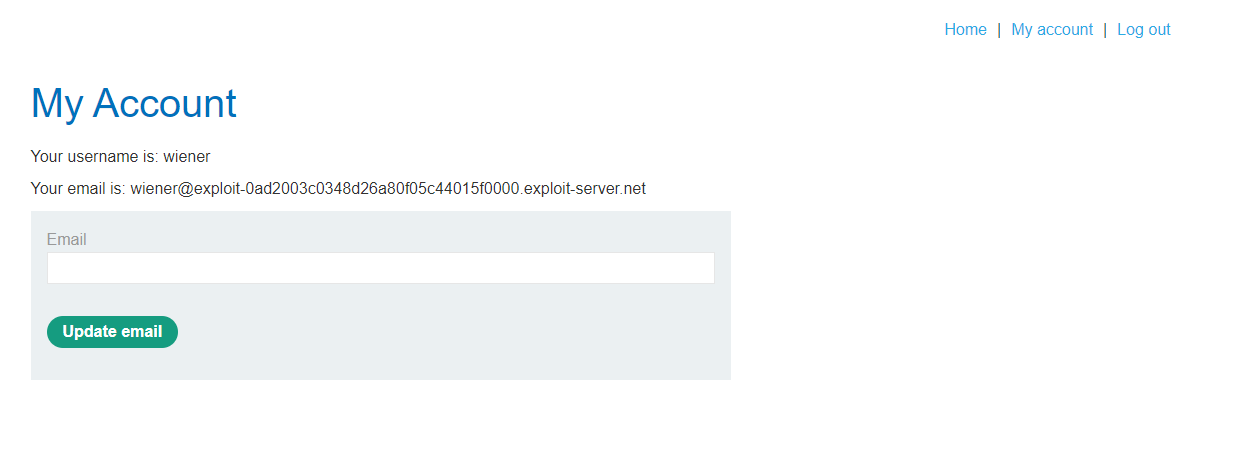 Home | My account | Log out
My Account
Your username is: wiener
Your email is: wiener@exploit-0ad2003c0348d26a80f05c44015f0000.exploit-server.net
Email
Update email